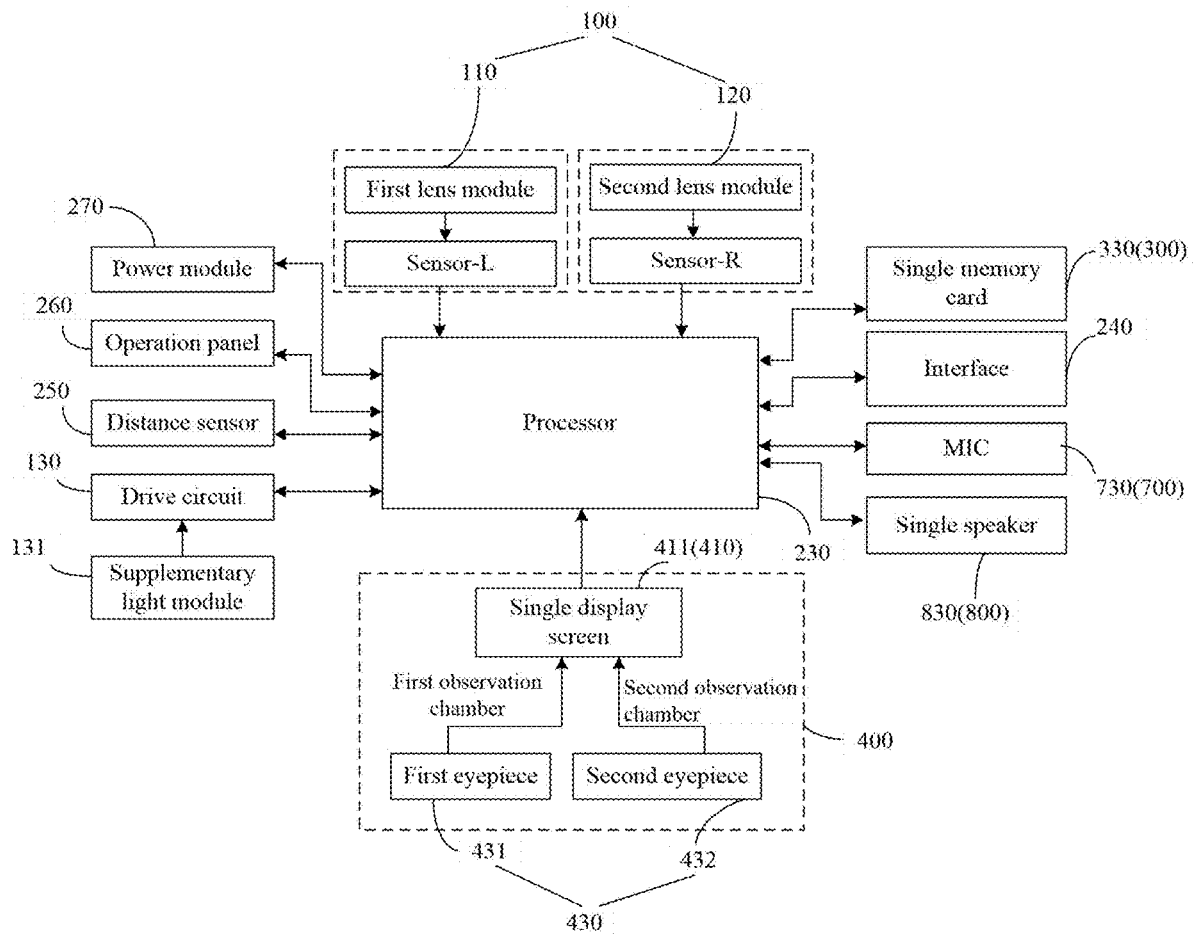 100
110
120
First lens module
Second lens module
270
Power module
Sensor-L
Sensor-R
Single memory
card
330(300)
260
Operation panel
Interface
240
250
Distance sensor
Processor
MIC
130
Drive circuit
730(700)
131
Supplementary
light module
411(410)
230
Single speaker
830(800)
Single display
screen
First observation
chamber
Second observation
chamber
400
First eyepiece
Second eyepiece
431
432
430